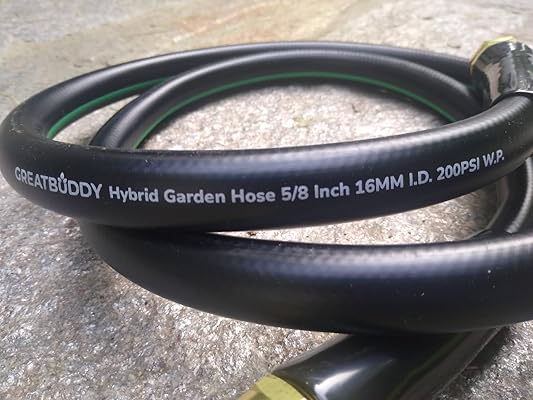 GREATBUDDY Hybrid Garden Hose 5/8 Inch 16MM I.D. 200PSI W.P.